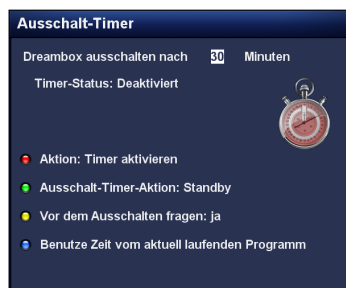 Ausschalt-Timer
Dreambox ausschalten nach 30 Minuten
Timer-Status: Deaktiviert
Aktion: Timer aktivieren
Ausschalt-Timer-Aktion: Standby
Vor dem Ausschalten fragen: ja
Benutze Zeit vom aktuell laufenden Programm